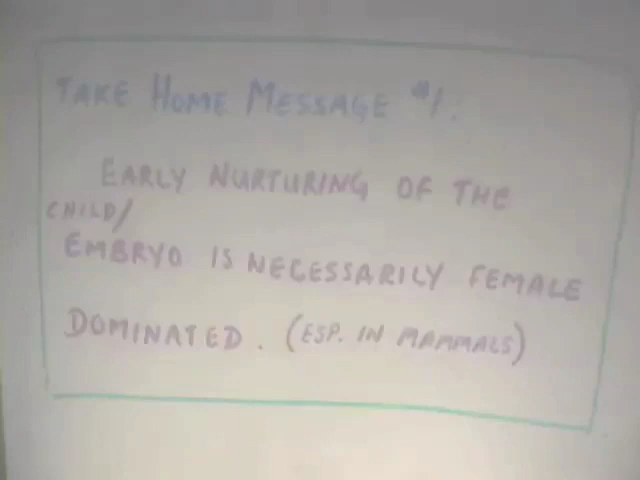 TAKE HOME MESSAGE #1.
EARLY NURTURING OF THE
CHILD/
EMBRYO IS NECESSARILY FEMALE
DOMINATED. (ESP. IN MAMMALS)